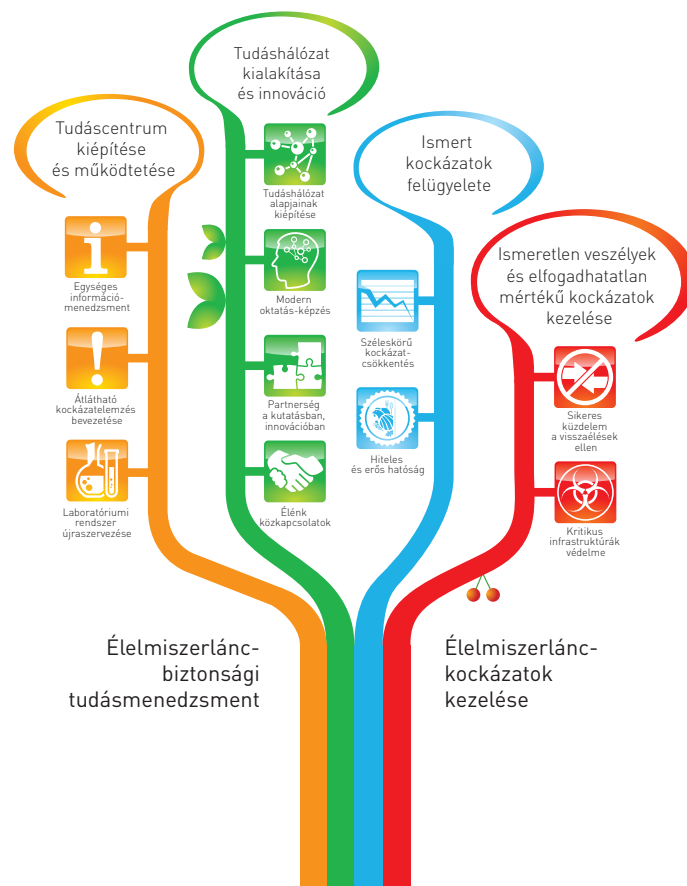 Tudáscentrum
kiépítése
és működtetése
Egységes
információ-
menedzsment
Átlátható
kockázatelemzés
bevezetése
Laboratóriumi
rendszer
újraszervezése
Tudáshálózat
kialakítása
és innováció
Tudáshálózat
alapjainak
kiépítése
Modern
oktatás-képzés
Partnerség
a kutatásban,
innovációban
Élénk
közkapcsolatok
Ismert
kockázatok
felügyelete
Széleskörű
kockázat-
csökkentés
Hiteles
és erős hatóság
Ismeretlen veszélyek
és elfogadhatatlan
mértékű kockázatok
kezelése
Sikeres
küzdelem
a visszaélések
ellen
Kritikus
infrastruktúrák
védelme
Élelmiszerlánc-
biztonsági
tudásmenedzsment
Élelmiszerlánc-
kockázatok
kezelése